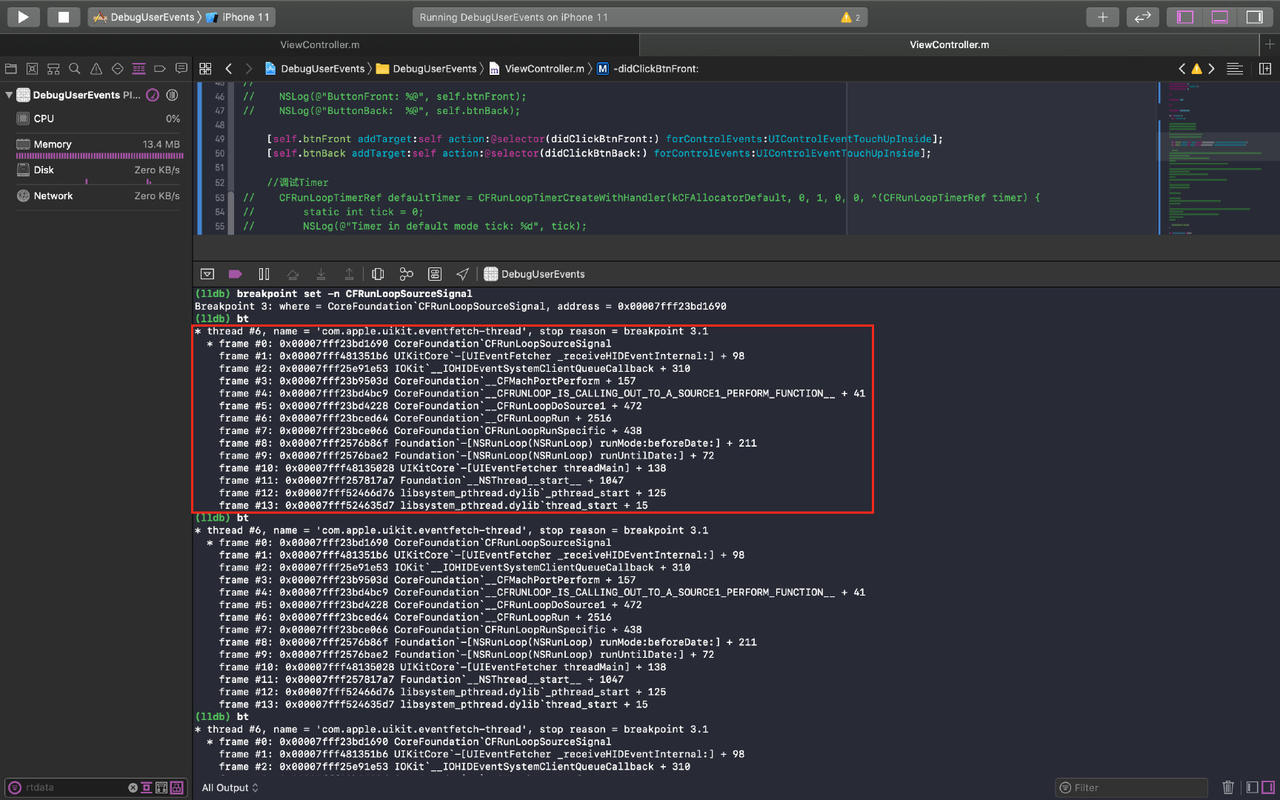 DebugUserEvents
iPhone 11
Running DebugUserEvents on iPhone 11
2
ViewController.m
ViewController.m
DebugUserEvents
DebugUserEvents
ViewController.m
M
-didClickBtnFront:
DebugUserEvents PI...
CPU
0%
Memory
13.4 MB
Disk
Zero KB/s
Network
Zero KB/s
45 //
46 //    NSLog(@"ButtonFront: %@", self.btnFront);
47 //    NSLog(@"ButtonBack:  %@", self.btnBack);
48
49     [self.btnFront addTarget:self action:@selector(didClickBtnFront:) forControlEvents:UIControlEventTouchUpInside];
50     [self.btnBack addTarget:self action:@selector(didClickBtnBack:) forControlEvents:UIControlEventTouchUpInside];
51
52     //调试Timer
53 //    CFRunLoopTimerRef defaultTimer = CFRunLoopTimerCreateWithHandler(kCFAllocatorDefault, 0, 1, 0, 0, ^(CFRunLoopTimerRef timer) {
54 //        static int tick = 0;
55 //        NSLog(@"Timer in default mode tick: %d", tick);
DebugUserEvents
(lldb) breakpoint set -n CFRunLoopSourceSignal
Breakpoint 3: where = CoreFoundation`CFRunLoopSourceSignal, address = 0x00007fff23bd1690
(lldb) bt
* thread #6, name = 'com.apple.uikit.eventfetch-thread', stop reason = breakpoint 3.1
  * frame #0: 0x00007fff23bd1690 CoreFoundation`CFRunLoopSourceSignal
    frame #1: 0x00007fff481351b6 UIKitCore`-[UIEventFetcher _receiveHIDEventInternal:] + 98
    frame #2: 0x00007fff25e91e53 IOKit`__IOHIDEventSystemClientQueueCallback + 310
    frame #3: 0x00007fff23b9503d CoreFoundation`__CFMachPortPerform + 157
    frame #4: 0x00007fff23bd4bc9 CoreFoundation`__CFRUNLOOP_IS_CALLING_OUT_TO_A_SOURCE1_PERFORM_FUNCTION__ + 41
    frame #5: 0x00007fff23bd4228 CoreFoundation`__CFRunLoopDoSource1 + 472
    frame #6: 0x00007fff23bced64 CoreFoundation`__CFRunLoopRun + 2516
    frame #7: 0x00007fff23bce066 CoreFoundation`CFRunLoopRunSpecific + 438
    frame #8: 0x00007fff2576b86f Foundation`-[NSRunLoop(NSRunLoop) runMode:beforeDate:] + 211
    frame #9: 0x00007fff2576bae2 Foundation`-[NSRunLoop(NSRunLoop) runUntilDate:] + 72
    frame #10: 0x00007fff48135028 UIKitCore`-[UIEventFetcher threadMain] + 138
    frame #11: 0x00007fff257817a7 Foundation`__NSThread__start__ + 1047
    frame #12: 0x00007fff52466d76 libsystem_pthread.dylib`_pthread_start + 125
    frame #13: 0x00007fff524635d7 libsystem_pthread.dylib`thread_start + 15
(lldb) bt
* thread #6, name = 'com.apple.uikit.eventfetch-thread', stop reason = breakpoint 3.1
  * frame #0: 0x00007fff23bd1690 CoreFoundation`CFRunLoopSourceSignal
    frame #1: 0x00007fff481351b6 UIKitCore`-[UIEventFetcher _receiveHIDEventInternal:] + 98
    frame #2: 0x00007fff25e91e53 IOKit`__IOHIDEventSystemClientQueueCallback + 310
    frame #3: 0x00007fff23b9503d CoreFoundation`__CFMachPortPerform + 157
    frame #4: 0x00007fff23bd4bc9 CoreFoundation`__CFRUNLOOP_IS_CALLING_OUT_TO_A_SOURCE1_PERFORM_FUNCTION__ + 41
    frame #5: 0x00007fff23bd4228 CoreFoundation`__CFRunLoopDoSource1 + 472
    frame #6: 0x00007fff23bced64 CoreFoundation`__CFRunLoopRun + 2516
    frame #7: 0x00007fff23bce066 CoreFoundation`CFRunLoopRunSpecific + 438
    frame #8: 0x00007fff2576b86f Foundation`-[NSRunLoop(NSRunLoop) runMode:beforeDate:] + 211
    frame #9: 0x00007fff2576bae2 Foundation`-[NSRunLoop(NSRunLoop) runUntilDate:] + 72
    frame #10: 0x00007fff48135028 UIKitCore`-[UIEventFetcher threadMain] + 138
    frame #11: 0x00007fff257817a7 Foundation`__NSThread__start__ + 1047
    frame #12: 0x00007fff52466d76 libsystem_pthread.dylib`_pthread_start + 125
    frame #13: 0x00007fff524635d7 libsystem_pthread.dylib`thread_start + 15
(lldb) bt
* thread #6, name = 'com.apple.uikit.eventfetch-thread', stop reason = breakpoint 3.1
  * frame #0: 0x00007fff23bd1690 CoreFoundation`CFRunLoopSourceSignal
    frame #1: 0x00007fff481351b6 UIKitCore`-[UIEventFetcher _receiveHIDEventInternal:] + 98
    frame #2: 0x00007fff25e91e53 IOKit`__IOHIDEventSystemClientQueueCallback + 310
rtdata
All Output
Filter